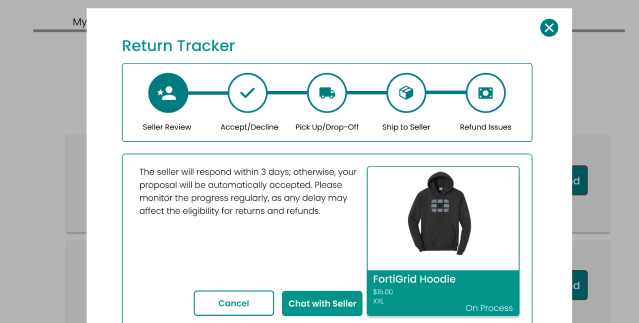 My
Return Tracker
Seller Review
Accept/Decline
Pick Up/Drop-Off
Ship to Seller
Refund Issues
The seller will respond within 3 days; otherwise, your
proposal will be automatically accepted. Please
monitor the progress regularly, as any delay may
affect the eligibility for returns and refunds.
FortiGrid Hoodie
$15.00
XXL
On Process
Cancel
Chat with Seller
d
d